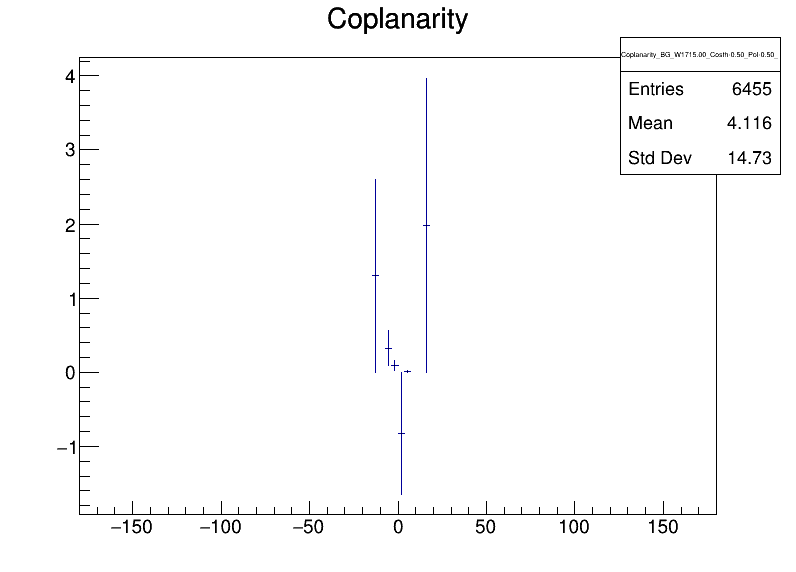 Coplanarity
Coplanarity_BG_W1715.00_Costh-0.50_Pol-0.50_
Entries 6455
Mean 4.116
Std Dev 14.73
4
3
2
1
0
−1
−150 −100 −50 0 50 100 150